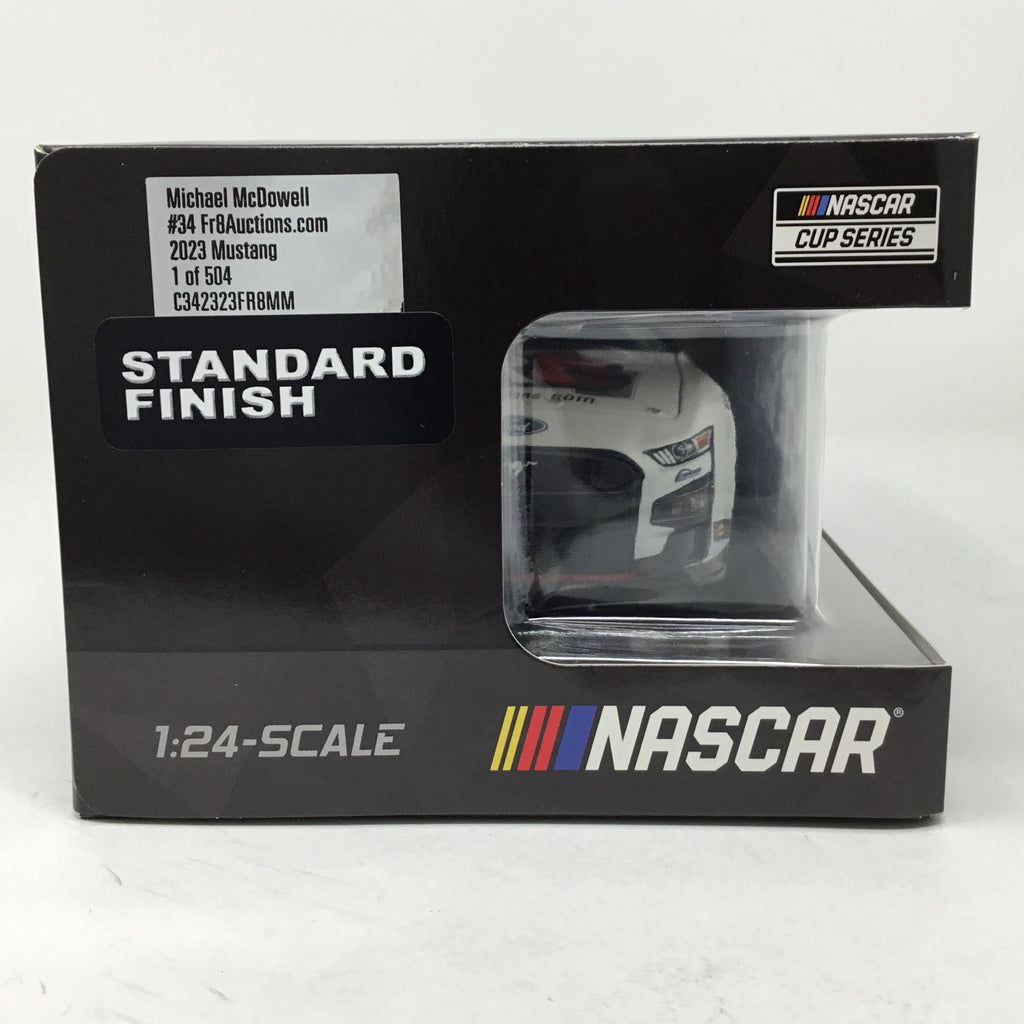 Michael McDowell
#34 Fr8Auctions.com
2023 Mustang
1 of 504
C342323FR8MM
STANDARD
FINISH
NASCAR
CUP SERIES
1:24-SCALE
NASCAR®